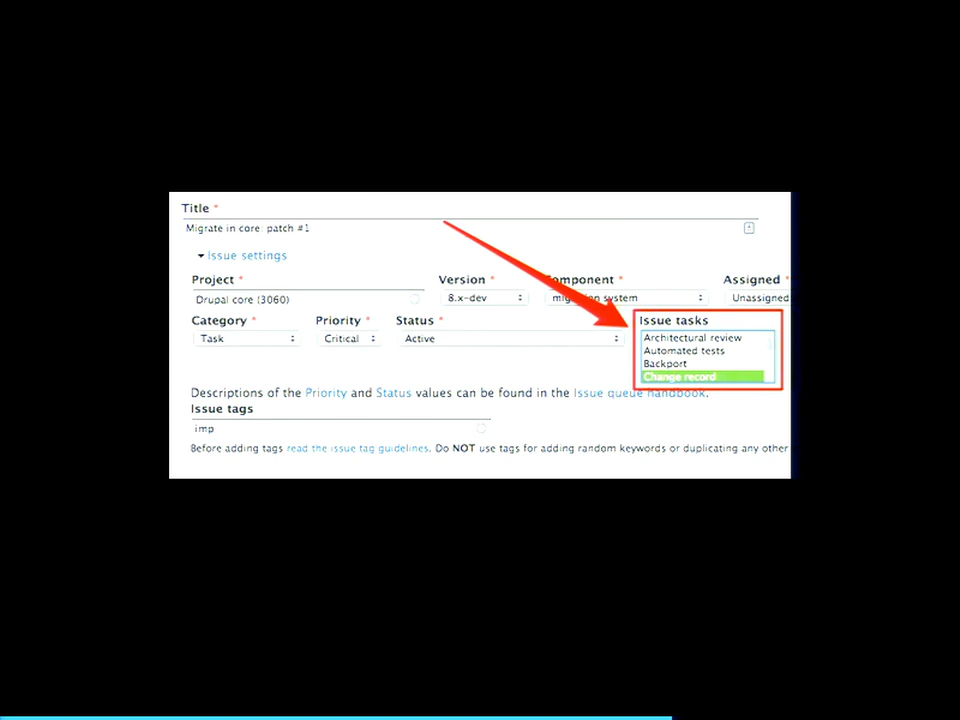 Title *
Migrate in core: patch #1
Issue settings
Project * Version * Component * Assigned *
Drupal core (3060) 8.x-dev migration system Unassigned
Category * Priority * Status * Issue tasks
Task Critical Active Architectural review
Automated tests
Backport
Change record
Descriptions of the Priority and Status values can be found in the Issue queue handbook.
Issue tags
imp
Before adding tags read the issue tag guidelines. Do NOT use tags for adding random keywords or duplicating any other